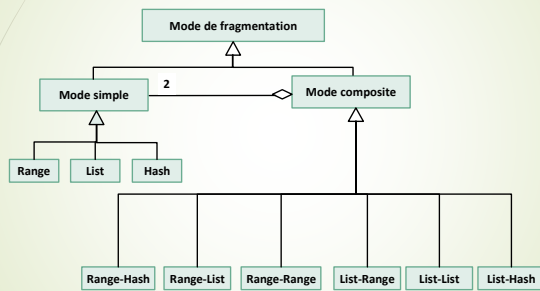 Mode de fragmentation
Mode simple
2
Mode composite
Range
List
Hash
Range-Hash
Range-List
Range-Range
List-Range
List-List
List-Hash